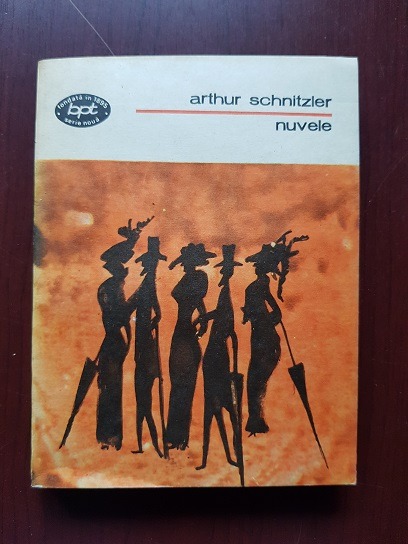 fondată în 1895
bpt
serie nouă
arthur schnitzler
nuvele